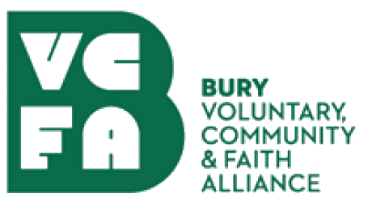 VC
FA
BURY
VOLUNTARY,
COMMUNITY
& FAITH
ALLIANCE